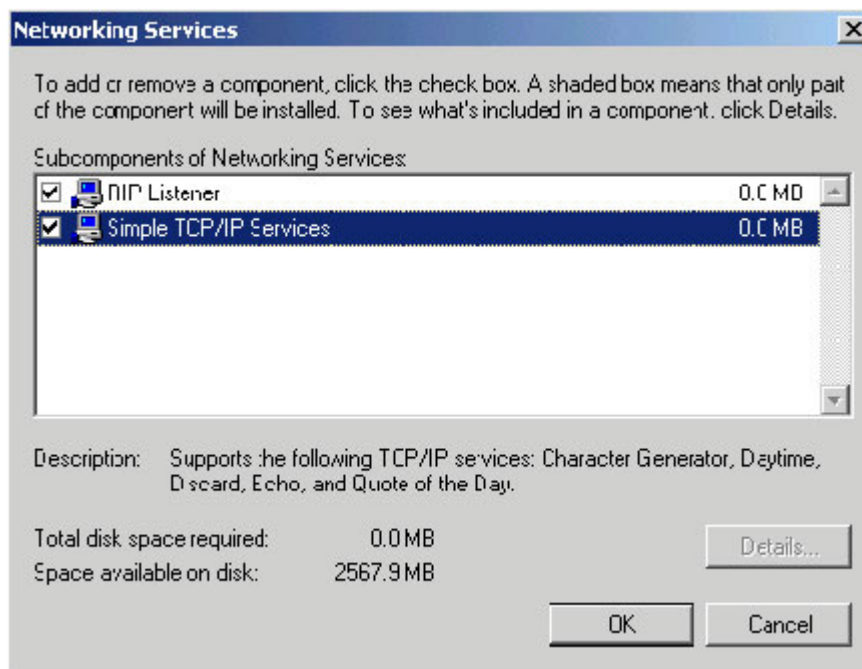 Networking Services
To add or remove a component, click the check box. A shaded box means that only part
of the component will be installed. To see what's included in a component, click Details.
Subcomponents of Networking Services:
RIP Listener 0.0 MB
Simple TCP/IP Services 0.0 MB
Description: Supports the following TCP/IP services: Character Generator, Daytime,
Discard, Echo, and Quote of the Day.
Total disk space required: 0.0 MB
Details...
Space available on disk: 2567.9 MB
OK Cancel